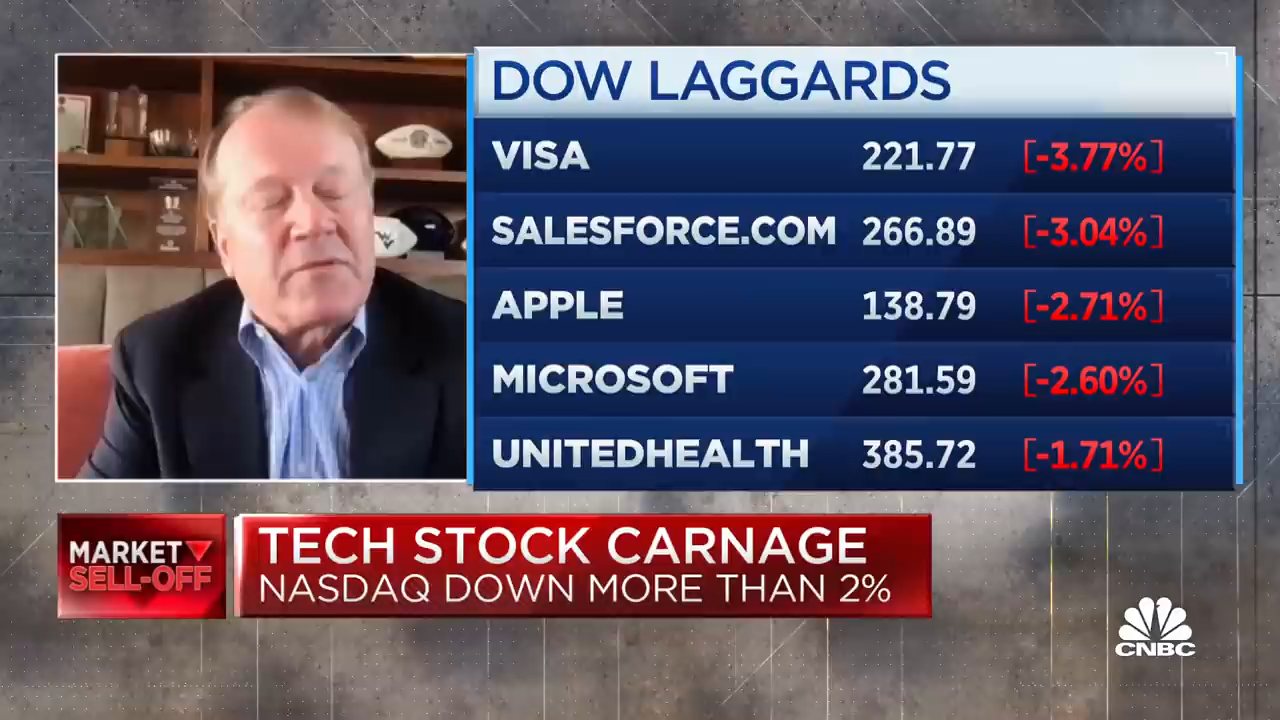 DOW LAGGARDS
VISA 221.77 [-3.77%]
SALESFORCE.COM 266.89 [-3.04%]
APPLE 138.79 [-2.71%]
MICROSOFT 281.59 [-2.60%]
UNITEDHEALTH 385.72 [-1.71%]
MARKET
SELL-OFF
TECH STOCK CARNAGE
NASDAQ DOWN MORE THAN 2%
CNBC